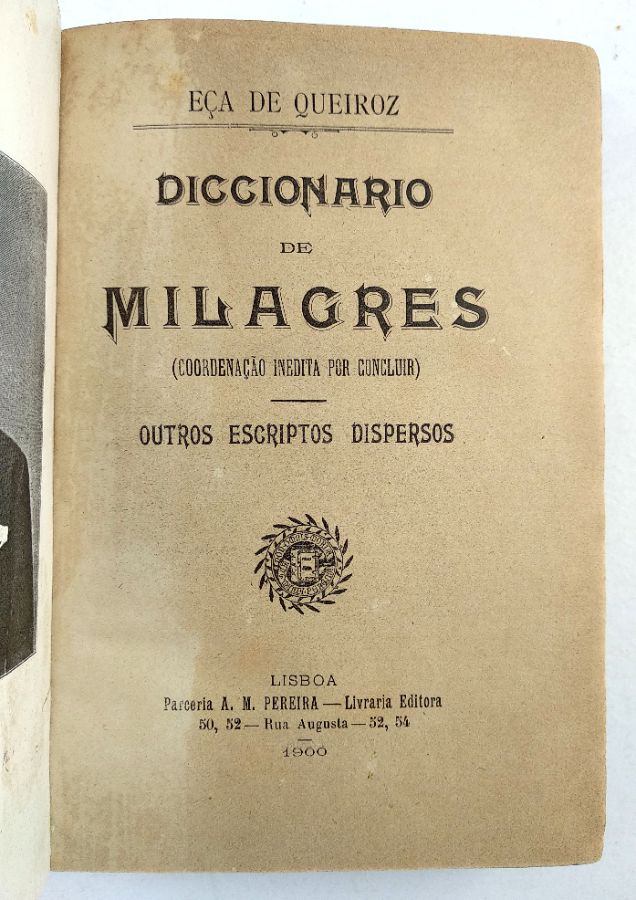 EÇA DE QUEIROZ
DICCIONARIO
DE
MILAGRES
(COORDENAÇÃO INEDITA POR CONCLUIR)
OUTROS ESCRIPTOS DISPERSOS
LISBOA
Parceria A. M. PEREIRA — Livraria Editora
50, 52 — Rua Augusta — 52, 54
1900